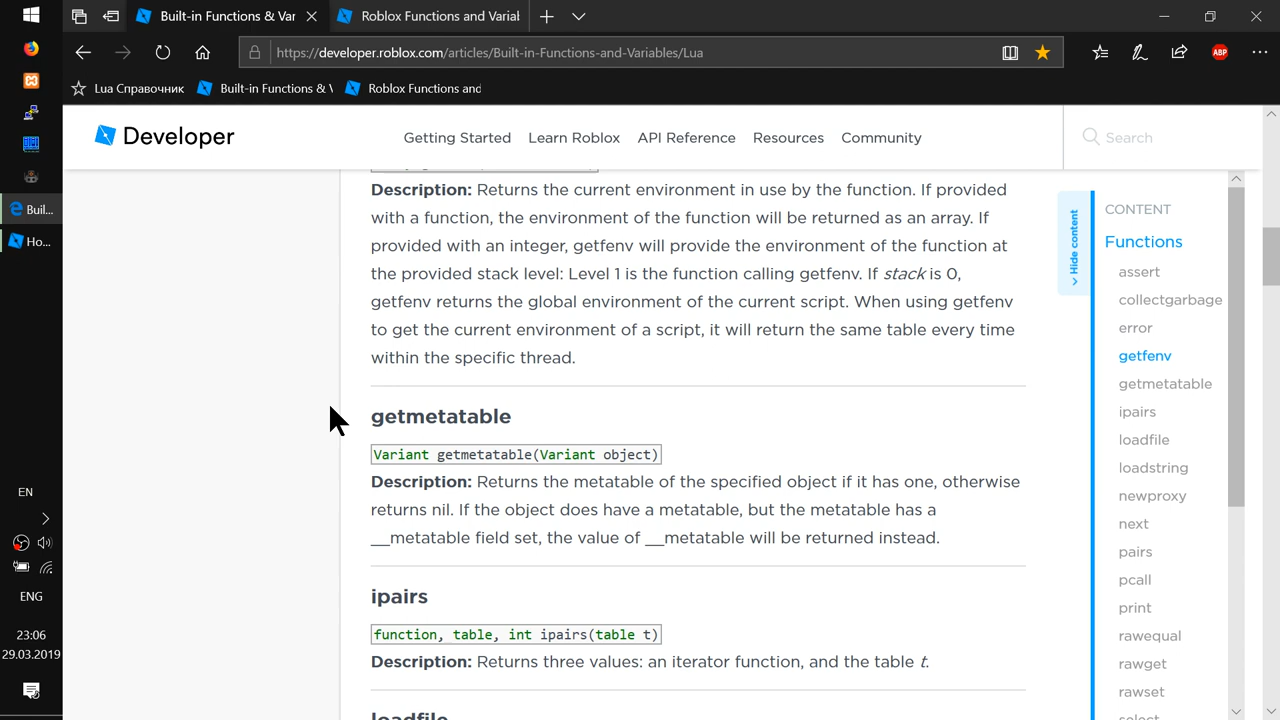 Built-in Functions & Var
Roblox Functions and Varial
https://developer.roblox.com/articles/Built-in-Functions-and-Variables/Lua
ABP
Lua Справочник
Built-in Functions & \
Roblox Functions and
Developer
Getting Started
Learn Roblox
API Reference
Resources
Community
Search
Description: Returns the current environment in use by the function. If provided
with a function, the environment of the function will be returned as an array. If
provided with an integer, getfenv will provide the environment of the function at
the provided stack level: Level 1 is the function calling getfenv. If stack is 0,
getfenv returns the global environment of the current script. When using getfenv
to get the current environment of a script, it will return the same table every time
within the specific thread.
getmetatable
Variant getmetatable(Variant object)
Description: Returns the metatable of the specified object if it has one, otherwise
returns nil. If the object does have a metatable, but the metatable has a
__metatable field set, the value of __metatable will be returned instead.
ipairs
function, table, int ipairs(table t)
Description: Returns three values: an iterator function, and the table t.
loadfile
Hide content
CONTENT
Functions
assert
collectgarbage
error
getfenv
getmetatable
ipairs
loadfile
loadstring
newproxy
next
pairs
pcall
print
rawequal
rawget
rawset
select
Buil...
Ho...
EN
ENG
23:06
29.03.2019